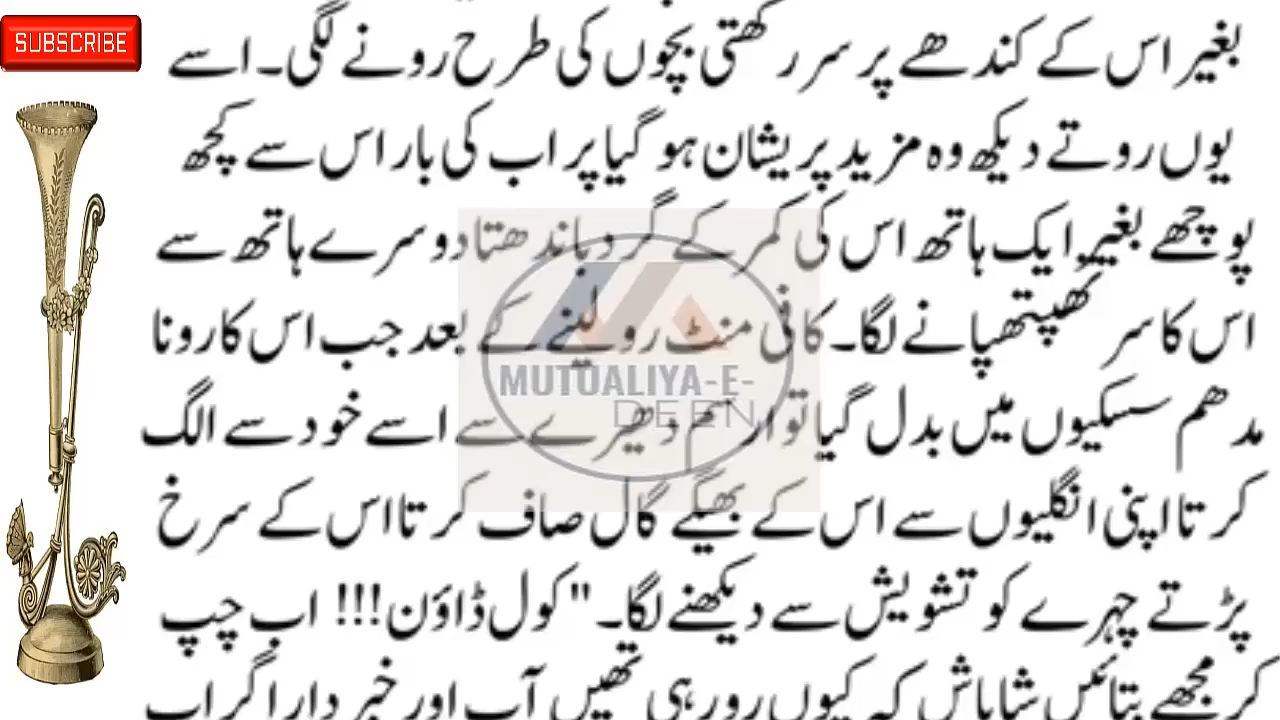 SUBSCRIBE
بغیر اس کے کندھے پر سر رکھتی بچوں کی طرح رونے لگی۔ اسے
یوں روتے دیکھ وہ مزید پریشان ہو گیا پر اب کی بار اس سے کچھ
پوچھے بغیر ایک ہاتھ اس کی کمر کے گرد باندھتا دوسرے ہاتھ سے
اس کا سر تھپتھپانے لگا۔ کافی منٹ رو لینے کے بعد جب اس کا رونا
مدھم سسکیوں میں بدل گیا تو ارحم دھیرے سے اسے خود سے الگ
کرتا اپنی انگلیوں سے اس کے بھیگے گال صاف کرتا اس کے سرخ
پڑتے چہرے کو تشویش سے دیکھنے لگا۔ "کول ڈاؤن!!! اب چپ
کر مجھے بتائیں شاباش کہ کیوں رو رہی تھیں آپ اور خبردار اگر اب
MUTUALIYA-E-
DEEN